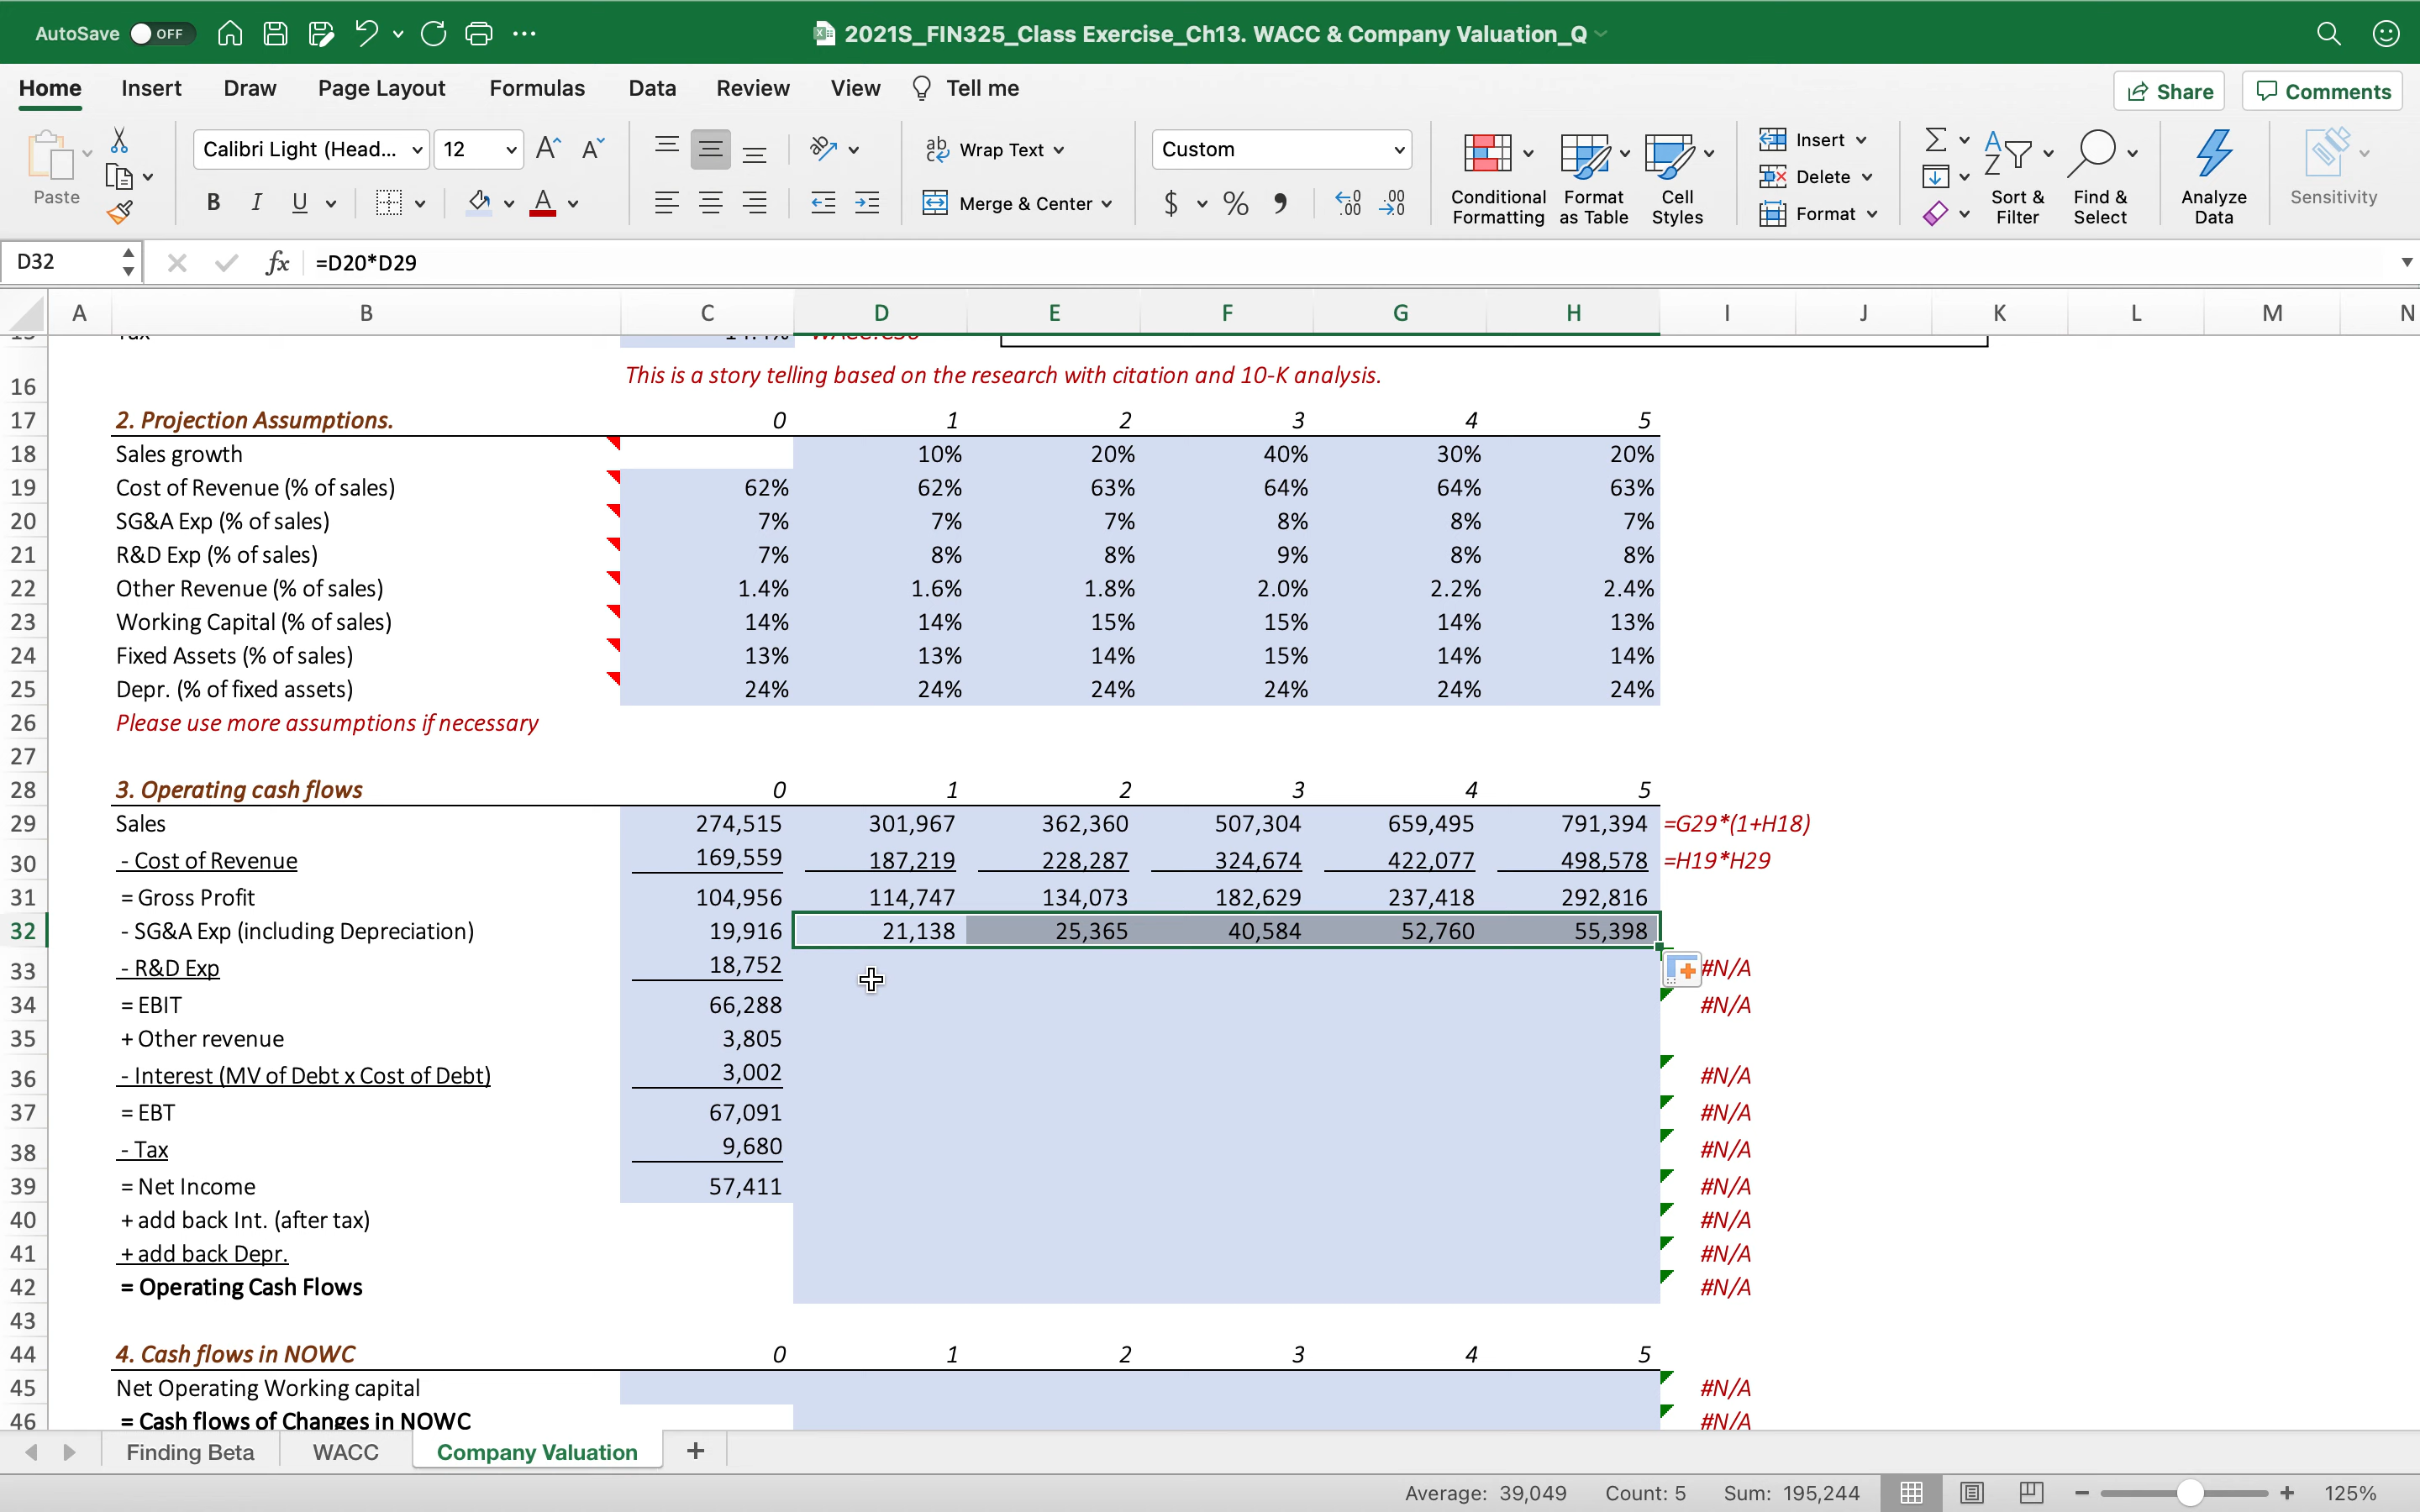 AutoSave OFF 2021S_FIN325_Class Exercise_Ch13. WACC & Company Valuation_Q
Home Insert Draw Page Layout Formulas Data Review View Tell me Share Comments
Paste Calibri Light (Head... 12 A^ A˅ Wrap Text Custom Conditional Formatting Format as Table Cell Styles Insert Sort & Filter Find & Select Analyze Data Sensitivity
Delete
B I U A Merge & Center $ % , Format
D32 fx =D20*D29
A B C D E F G H I J K L M N
16 This is a story telling based on the research with citation and 10-K analysis.
17 2. Projection Assumptions. 0 1 2 3 4 5
18 Sales growth 10% 20% 40% 30% 20%
19 Cost of Revenue (% of sales) 62% 62% 63% 64% 64% 63%
20 SG&A Exp (% of sales) 7% 7% 7% 8% 8% 7%
21 R&D Exp (% of sales) 7% 8% 8% 9% 8% 8%
22 Other Revenue (% of sales) 1.4% 1.6% 1.8% 2.0% 2.2% 2.4%
23 Working Capital (% of sales) 14% 14% 15% 15% 14% 13%
24 Fixed Assets (% of sales) 13% 13% 14% 15% 14% 14%
25 Depr. (% of fixed assets) 24% 24% 24% 24% 24% 24%
26 Please use more assumptions if necessary
27
28 3. Operating cash flows 0 1 2 3 4 5
29 Sales 274,515 301,967 362,360 507,304 659,495 791,394 =G29*(1+H18)
30 - Cost of Revenue 169,559 187,219 228,287 324,674 422,077 498,578 =H19*H29
31 = Gross Profit 104,956 114,747 134,073 182,629 237,418 292,816
32 - SG&A Exp (including Depreciation) 19,916 21,138 25,365 40,584 52,760 55,398
33 - R&D Exp 18,752 #N/A
34 = EBIT 66,288 #N/A
35 + Other revenue 3,805
36 - Interest (MV of Debt x Cost of Debt) 3,002 #N/A
37 = EBT 67,091 #N/A
38 - Tax 9,680 #N/A
39 = Net Income 57,411 #N/A
40 + add back Int. (after tax) #N/A
41 + add back Depr. #N/A
42 = Operating Cash Flows #N/A
43
44 4. Cash flows in NOWC 0 1 2 3 4 5
45 Net Operating Working capital #N/A
46 = Cash flows of Changes in NOWC #N/A
Finding Beta WACC Company Valuation +
Average: 39,049 Count: 5 Sum: 195,244 125%